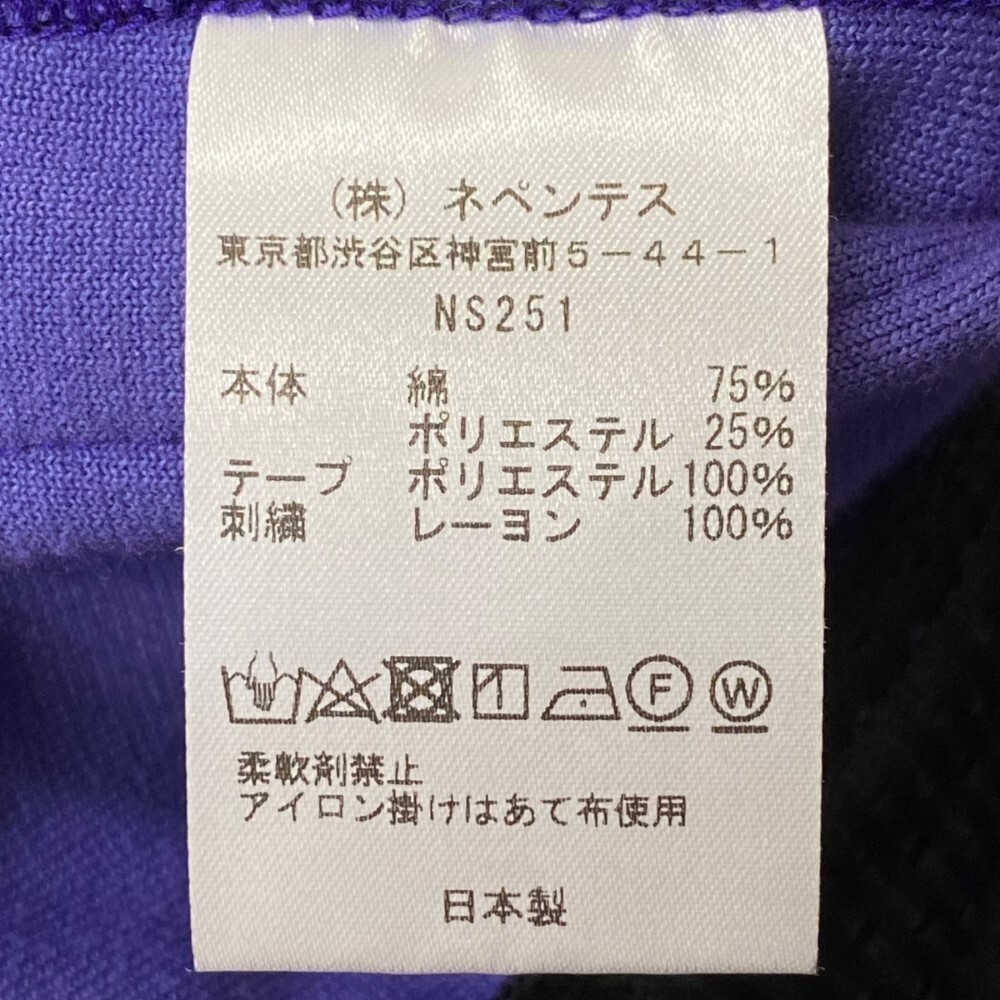 (株) ネペンテス
東京都渋谷区神宮前5-44-1
NS251
本体 綿 75%
ポリエステル 25%
テープ ポリエステル100%
刺繍 レーヨン 100%
F W
柔軟剤禁止
アイロン掛けはあて布使用
日本製